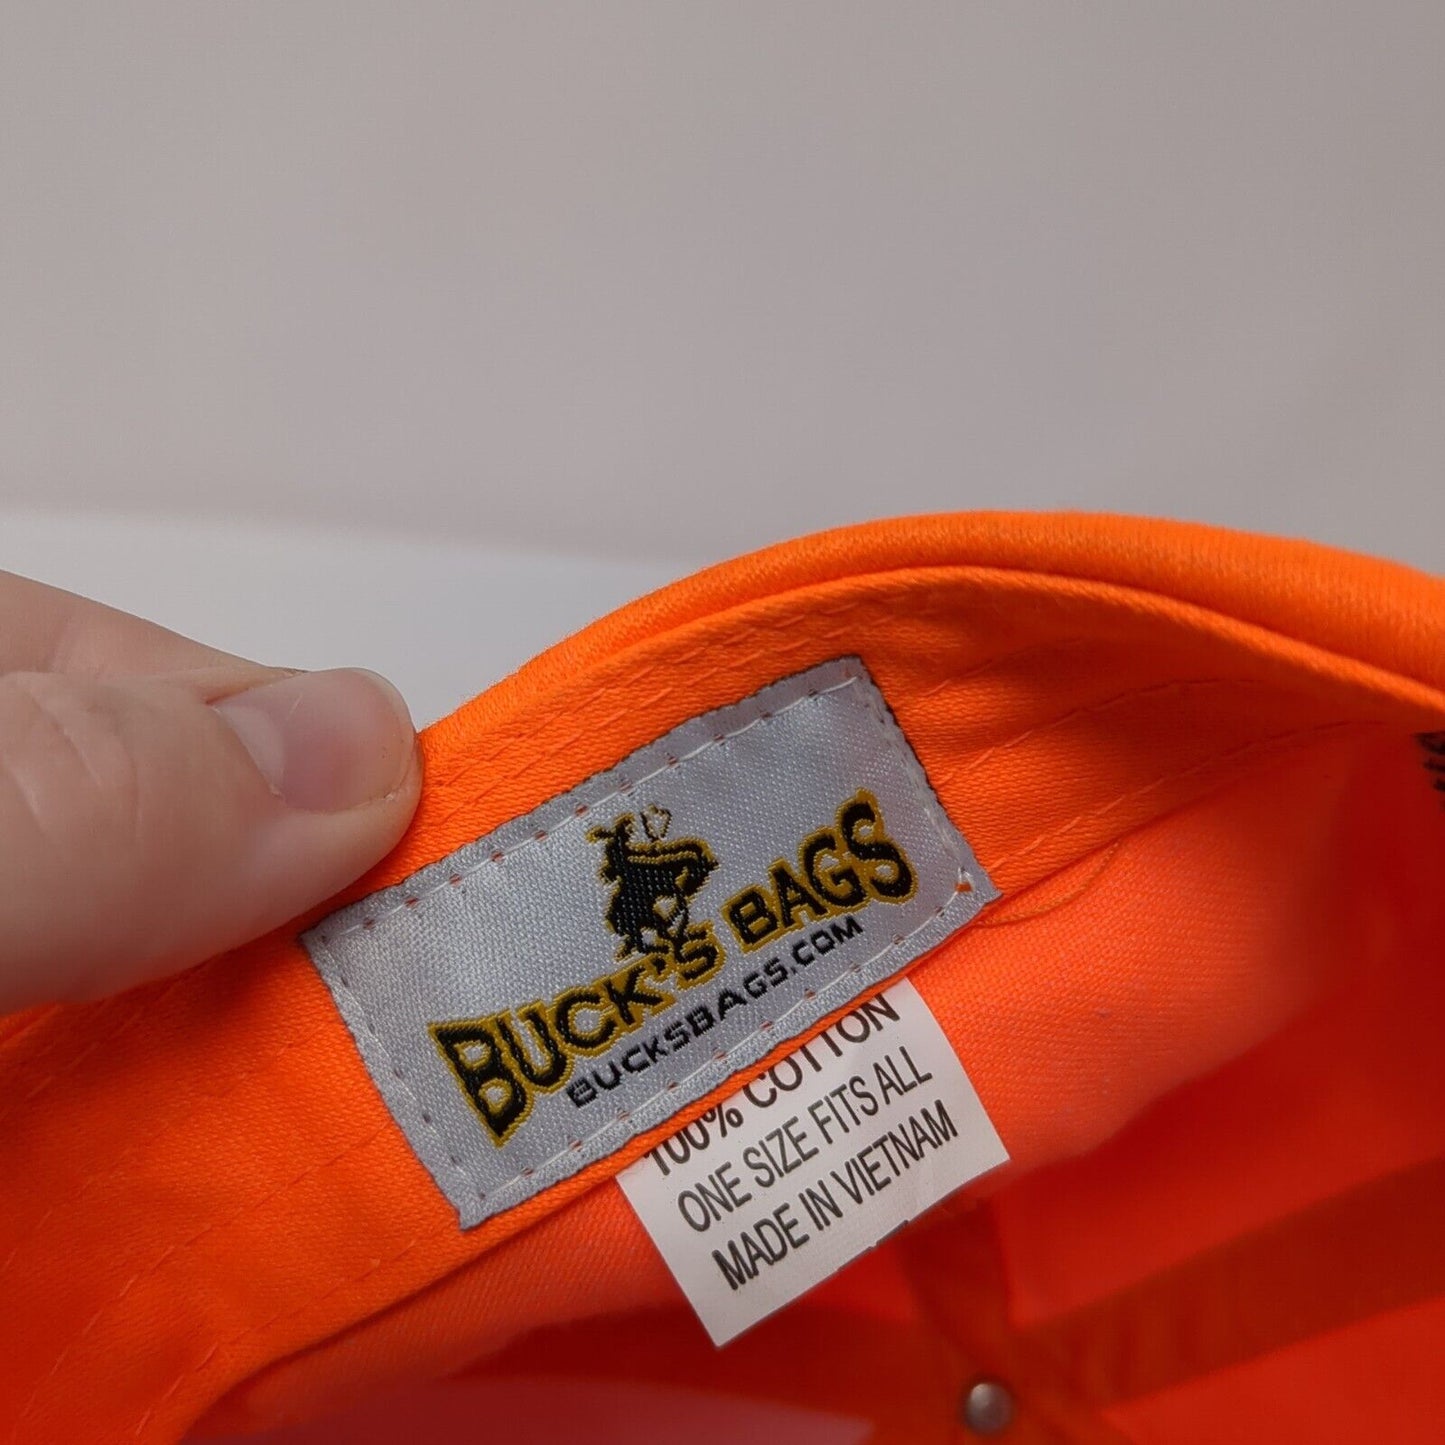 BUCK'S BAGS
BUCKSBAGS.COM
100% COTTON
ONE SIZE FITS ALL
MADE IN VIETNAM